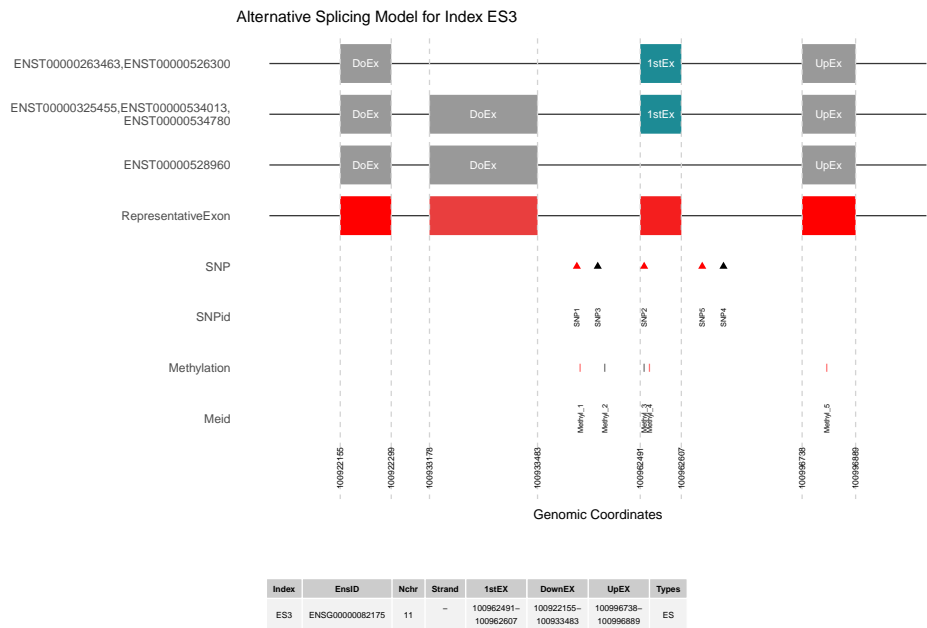 Alternative Splicing Model for Index ES3
ENST00000263463,ENST00000526300
DoEx 1stEx UpEx
ENST00000325455,ENST00000534013,
ENST00000534780
DoEx DoEx 1stEx UpEx
ENST00000528960
DoEx DoEx UpEx
RepresentativeExon
SNP
SNPid
SNP1 SNP3 SNP2 SNP5 SNP4
Methylation
Meid
Methyl_1 Methyl_2 Methyl_3 Methyl_4 Methyl_5
100922155 100922299 100933178 100933483 100962491 100962607 100996738 100996889
Genomic Coordinates
Index EnsID Nchr Strand 1stEX DownEX UpEX Types
ES3 ENSG00000082175 11 – 100962491– 100922155– 100996738– ES
100962607 100933483 100996889